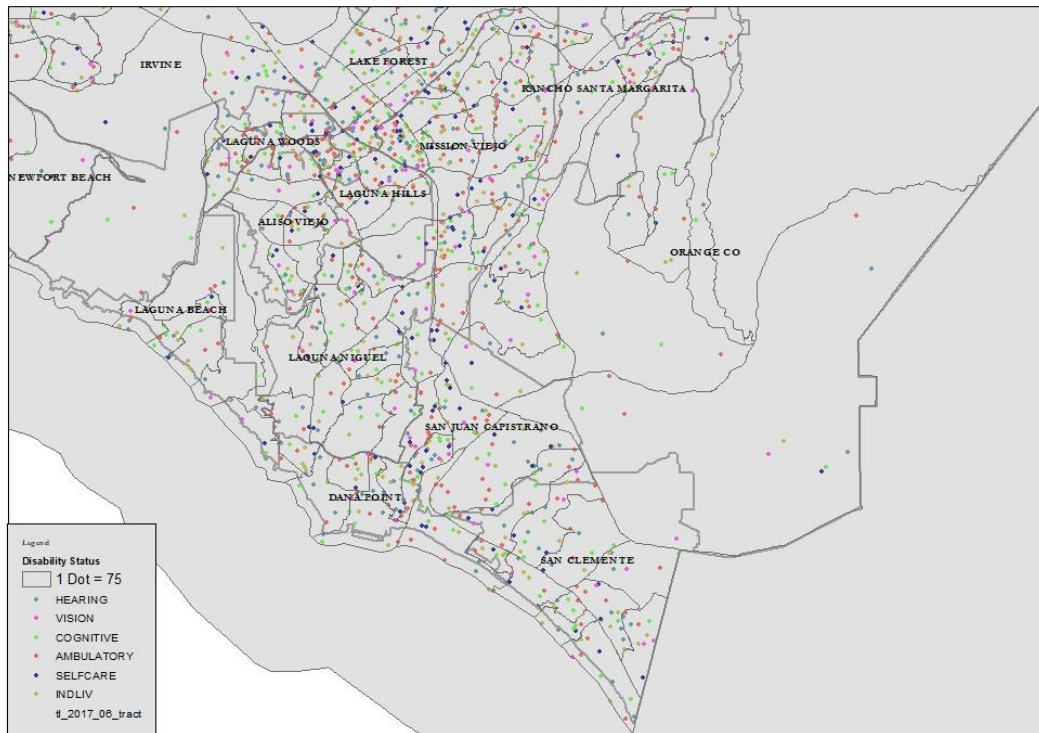 LAKE FOREST
IRVINE
RANCHO SANTA MARGARITA
LAGUNA WOODS
MISSION VIEJO
NEWPORT BEACH
LAGUNA HILLS
ALISO VIEJO
ORANGE CO
LAGUNA BEACH
LAGUNA NIGUEL
SAN JUAN CAPISTRANO
DANA POINT
SAN CLEMENTE
Legend
Disability Status
1 Dot = 75
HEARING
VISION
COGNITIVE
AMBULATORY
SELFCARE
INDLIV
tl_2017_06_tract